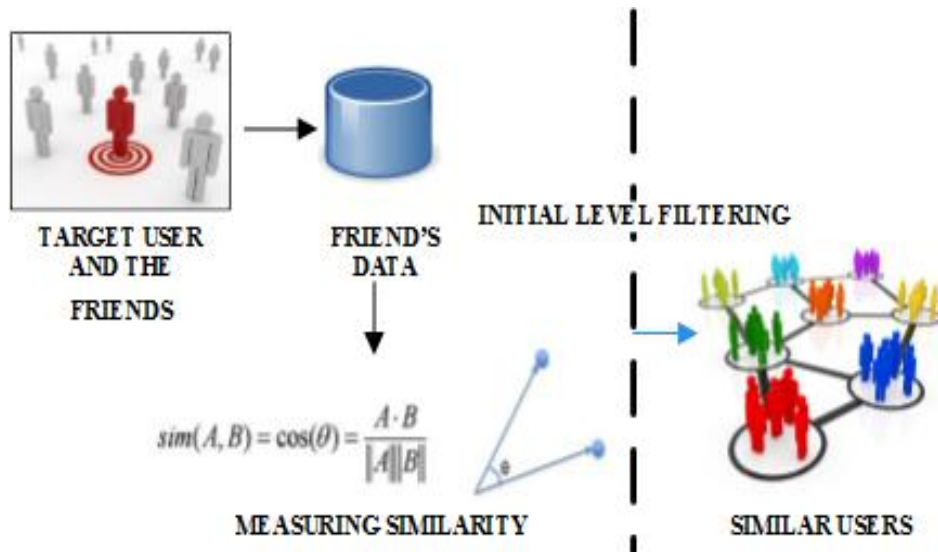 TARGET USER
AND THE
FRIENDS
FRIEND'S
DATA
INITIAL LEVEL FILTERING
sim(A, B) = cos(θ) = A · B / ‖A‖‖B‖
θ
MEASURING SIMILARITY
SIMILAR USERS